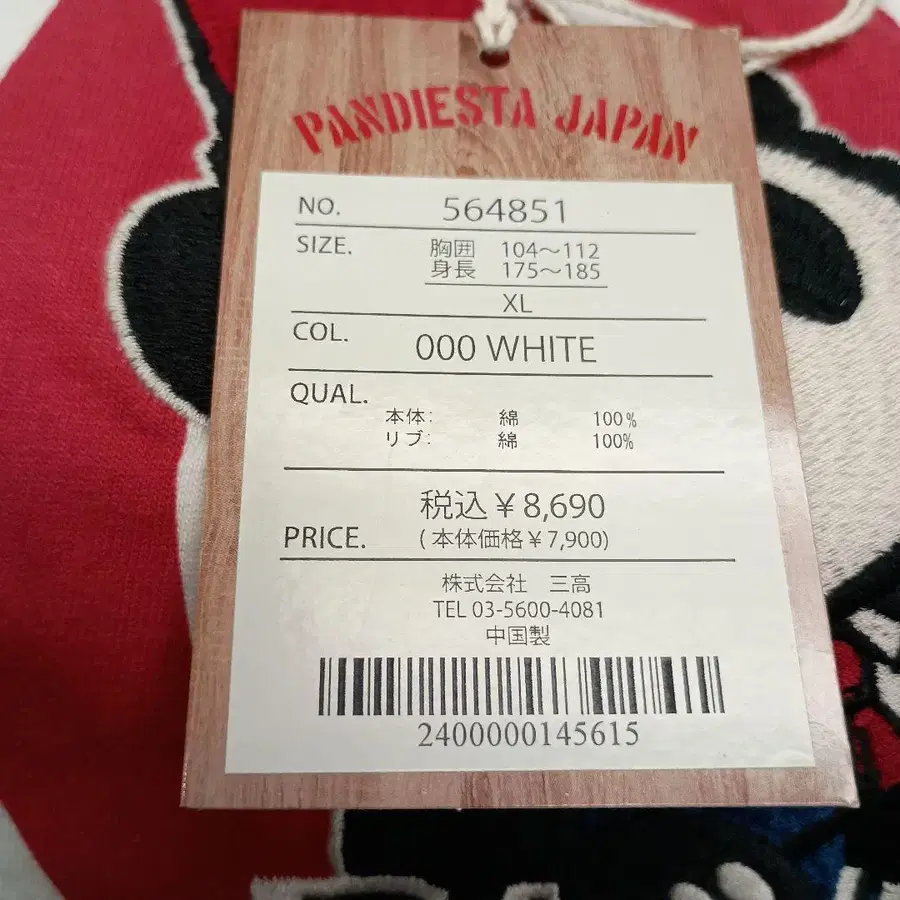 PANDIESTA JAPAN
NO. 564851
SIZE. 胸囲 104～112
身長 175～185
XL
COL. 000 WHITE
QUAL.
本体: 綿 100%
リブ: 綿 100%
税込￥8,690
PRICE. (本体価格￥7,900)
株式会社 三高
TEL 03-5600-4081
中国製
2400000145615